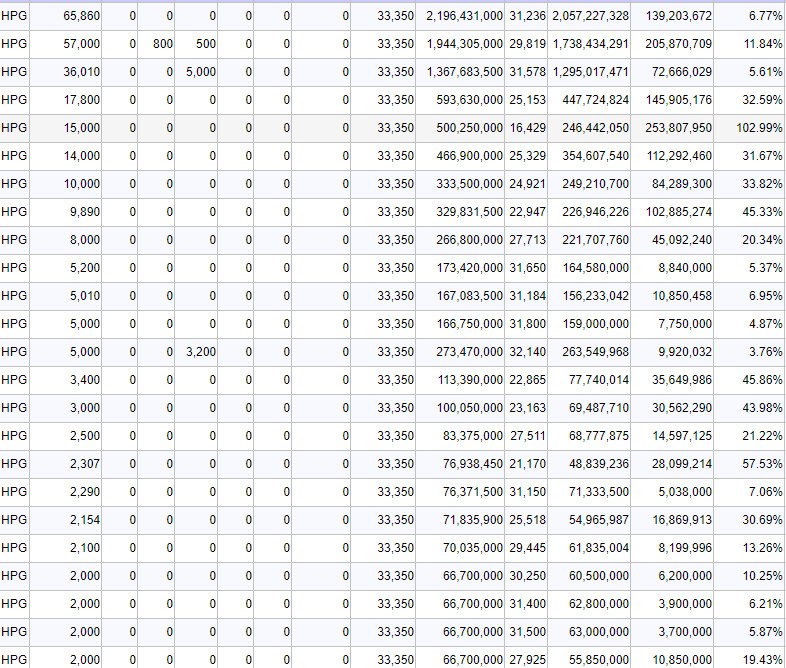 HPG 65,860 0 0 0 0 0 33,350 2,196,431,000 31,236 2,057,227,328 139,203,672 6.77%
HPG 57,000 0 800 500 0 0 33,350 1,944,305,000 29,819 1,738,434,291 205,870,709 11.84%
HPG 36,010 0 0 5,000 0 0 33,350 1,367,683,500 31,578 1,295,017,471 72,666,029 5.61%
HPG 17,800 0 0 0 0 0 33,350 593,630,000 25,153 447,724,824 145,905,176 32.59%
HPG 15,000 0 0 0 0 0 33,350 500,250,000 16,429 246,442,050 253,807,950 102.99%
HPG 14,000 0 0 0 0 0 33,350 466,900,000 25,329 354,607,540 112,292,460 31.67%
HPG 10,000 0 0 0 0 0 33,350 333,500,000 24,921 249,210,700 84,289,300 33.82%
HPG 9,890 0 0 0 0 0 33,350 329,831,500 22,947 226,946,226 102,885,274 45.33%
HPG 8,000 0 0 0 0 0 33,350 266,800,000 27,713 221,707,760 45,092,240 20.34%
HPG 5,200 0 0 0 0 0 33,350 173,420,000 31,650 164,580,000 8,840,000 5.37%
HPG 5,010 0 0 0 0 0 33,350 167,083,500 31,184 156,233,042 10,850,458 6.95%
HPG 5,000 0 0 0 0 0 33,350 166,750,000 31,800 159,000,000 7,750,000 4.87%
HPG 5,000 0 0 3,200 0 0 33,350 273,470,000 32,140 263,549,968 9,920,032 3.76%
HPG 3,400 0 0 0 0 0 33,350 113,390,000 22,865 77,740,014 35,649,986 45.86%
HPG 3,000 0 0 0 0 0 33,350 100,050,000 23,163 69,487,710 30,562,290 43.98%
HPG 2,500 0 0 0 0 0 33,350 83,375,000 27,511 68,777,875 14,597,125 21.22%
HPG 2,307 0 0 0 0 0 33,350 76,938,450 21,170 48,839,236 28,099,214 57.53%
HPG 2,290 0 0 0 0 0 33,350 76,371,500 31,150 71,333,500 5,038,000 7.06%
HPG 2,154 0 0 0 0 0 33,350 71,835,900 25,518 54,965,987 16,869,913 30.69%
HPG 2,100 0 0 0 0 0 33,350 70,035,000 29,445 61,835,004 8,199,996 13.26%
HPG 2,000 0 0 0 0 0 33,350 66,700,000 30,250 60,500,000 6,200,000 10.25%
HPG 2,000 0 0 0 0 0 33,350 66,700,000 31,400 62,800,000 3,900,000 6.21%
HPG 2,000 0 0 0 0 0 33,350 66,700,000 31,500 63,000,000 3,700,000 5.87%
HPG 2,000 0 0 0 0 0 33,350 66,700,000 27,925 55,850,000 10,850,000 19.43%